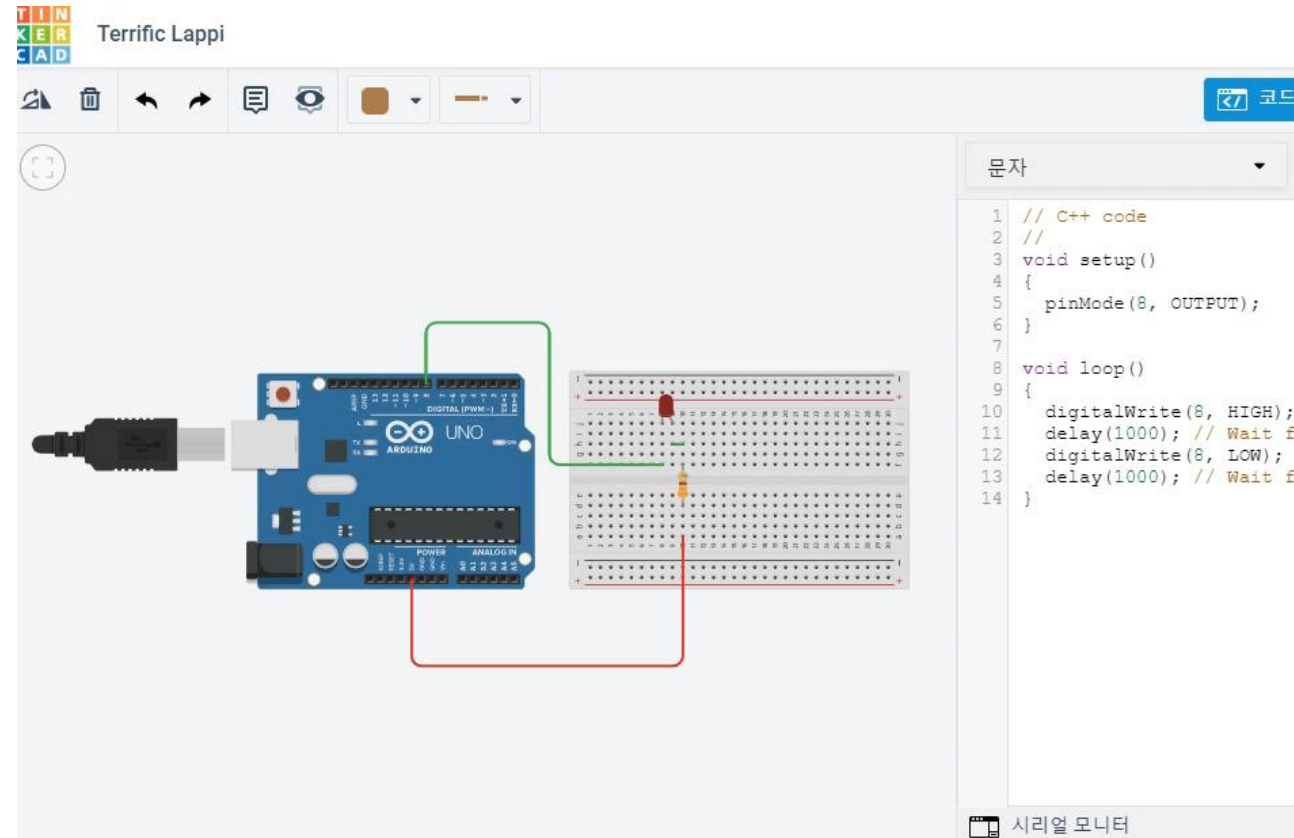 TIN
KER
CAD
Terrific Lappi
코드
문자
1 // C++ code
2 //
3 void setup()
4 {
5 pinMode(8, OUTPUT);
6 }
7
8 void loop()
9 {
10 digitalWrite(8, HIGH);
11 delay(1000); // Wait f
12 digitalWrite(8, LOW);
13 delay(1000); // Wait f
14 }
DIGITAL (PWM~)
UNO
ARDUINO
ON
POWER
ANALOG IN
시리얼 모니터